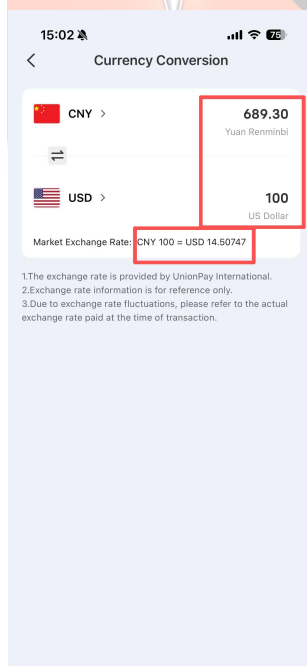 15:02
75
Currency Conversion
CNY >
689.30
Yuan Renminbi
USD >
100
US Dollar
Market Exchange Rate: CNY 100 = USD 14.50747
1.The exchange rate is provided by UnionPay International.
2.Exchange rate information is for reference only.
3.Due to exchange rate fluctuations, please refer to the actual
exchange rate paid at the time of transaction.